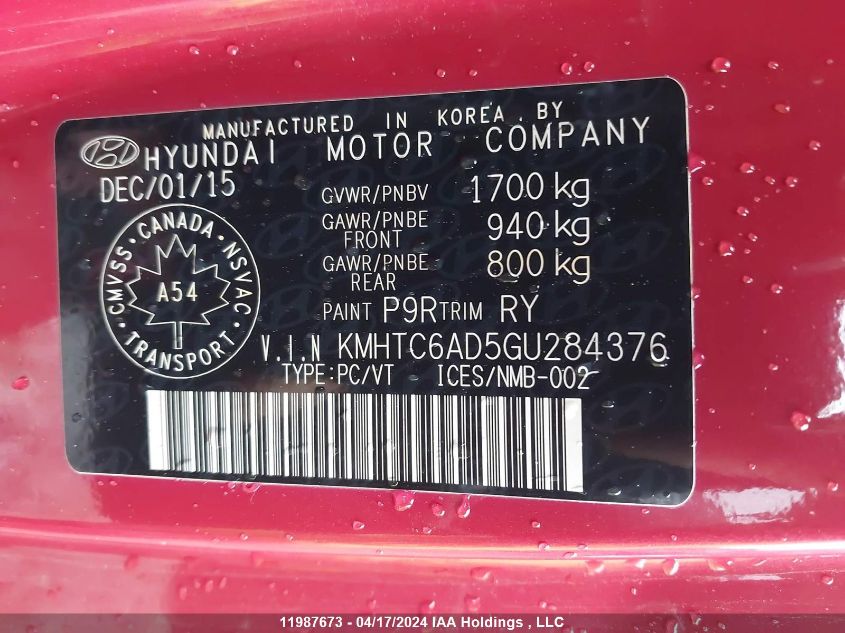 MANUFACTURED IN KOREA BY
HYUNDAI MOTOR COMPANY
DEC/01/15
GVWR/PNBV 1700 kg
GAWR/PNBE FRONT 940 kg
GAWR/PNBE REAR 800 kg
CMVSS · CANADA · NSVAC · TRANSPORT ·
A54
PAINT P9R TRIM RY
V.I.N KMHTC6AD5GU284376
TYPE:PC/VT ICES/NMB-002
11987673 - 04/17/2024 IAA Holdings , LLC